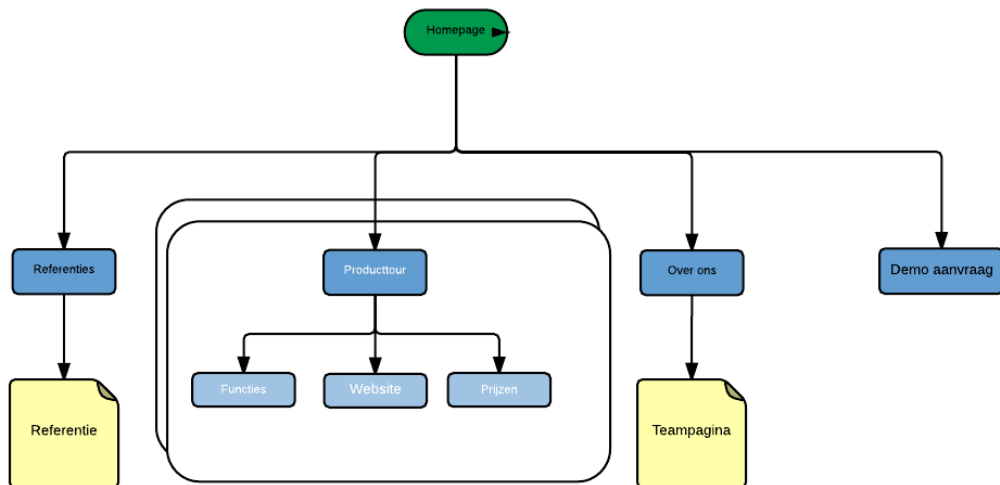 Homepage
Referenties
Producttour
Over ons
Demo aanvraag
Functies
Website
Prijzen
Referentie
Teampagina